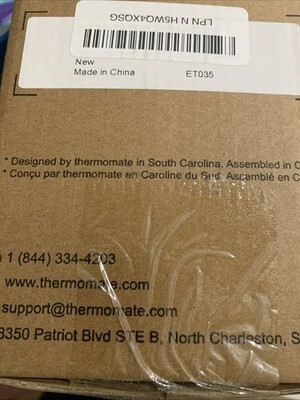 LPN N H5WQ4XQSG
New
Made in China ET035
* Designed by thermomate in South Carolina. Assembled in C
* Conçu par thermomate en Caroline du Sud. Assemblé en C
) 1 (844) 334-4203
www.thermomate.com
support@thermomate.com
8350 Patriot Blvd STE B, North Charleston, S